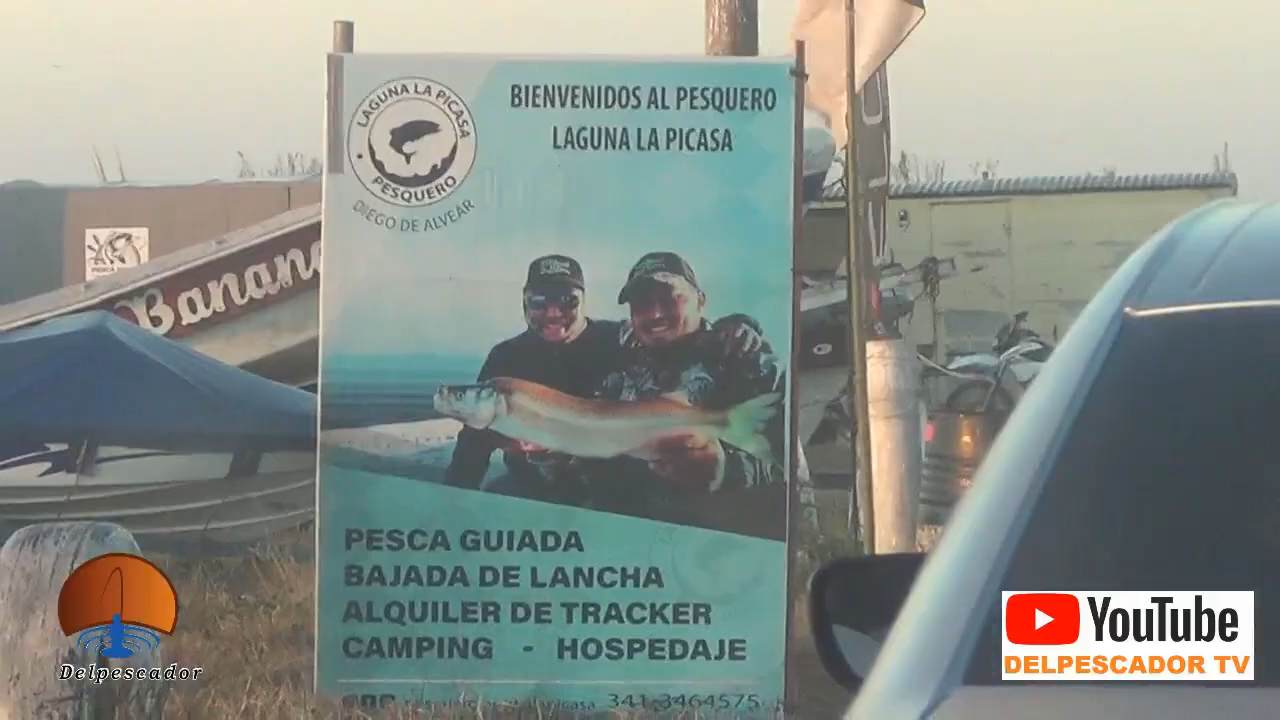 LAGUNA LA PICASA
PESQUERO
DIEGO DE ALVEAR
BIENVENIDOS AL PESQUERO
LAGUNA LA PICASA
Banana
PESCA
PESCA GUIADA
BAJADA DE LANCHA
ALQUILER DE TRACKER
CAMPING - HOSPEDAJE
341 3464575
Delpescador
YouTube
DELPESCADOR TV